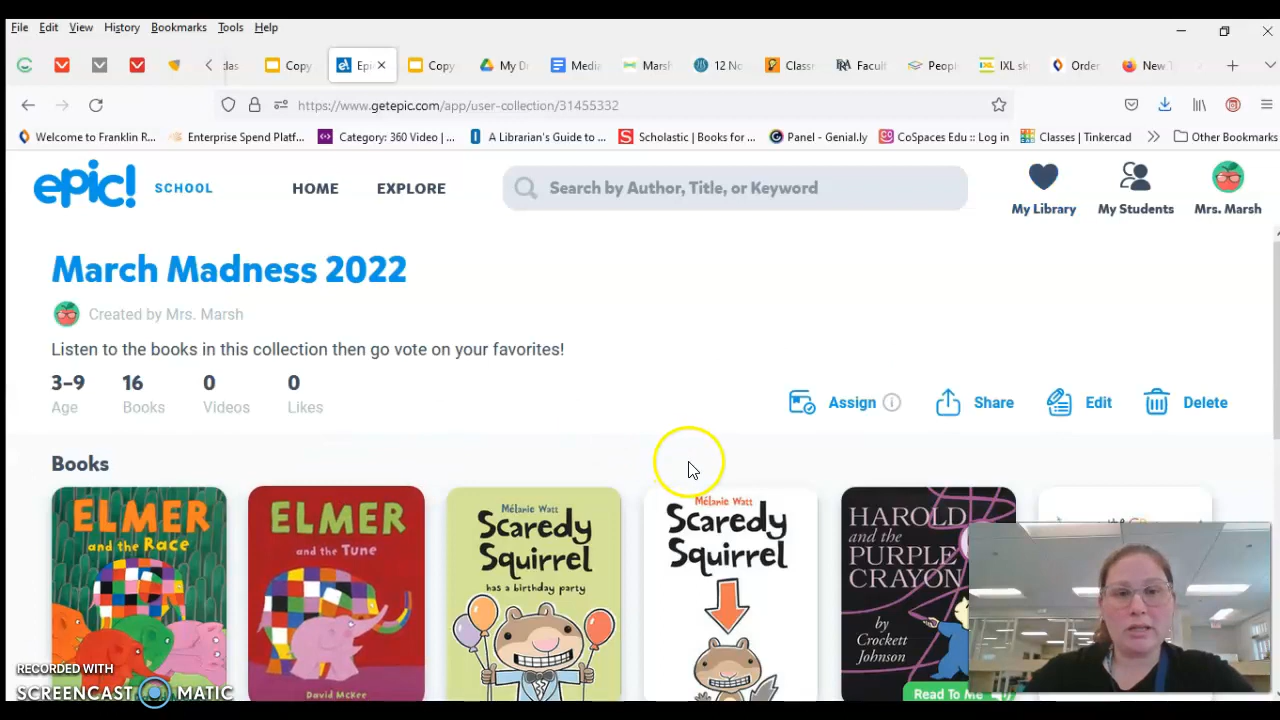 File Edit View History Bookmarks Tools Help
das Copy Epi Copy My D Media Marsh 12 No Class Facult Peopl IXL sk Order New T
https://www.getepic.com/app/user-collection/31455332
Welcome to Franklin R... Enterprise Spend Platf... Category: 360 Video | ... A Librarian's Guide to ... Scholastic | Books for ... Panel - Genial.ly CoSpaces Edu :: Log in Classes | Tinkercad Other Bookmarks
epic! SCHOOL HOME EXPLORE Search by Author, Title, or Keyword My Library My Students Mrs. Marsh
March Madness 2022
Created by Mrs. Marsh
Listen to the books in this collection then go vote on your favorites!
3–9 16 0 0
Age Books Videos Likes
Assign Share Edit Delete
Books
ELMER
and the Race
ELMER
and the Tune
David McKee
Mélanie Watt
Scaredy
Squirrel
has a birthday party
Mélanie Watt
Scaredy
Squirrel
HAROLD
and the
PURPLE
CRAYON
by
Crockett
Johnson
Read To Me
RECORDED WITH
SCREENCAST MATIC